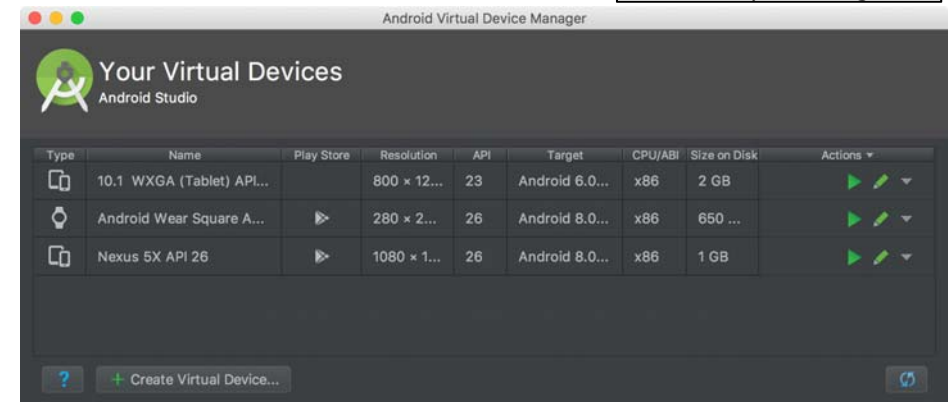 Android Virtual Device Manager
Your Virtual Devices
Android Studio
Type Name Play Store Resolution API Target CPU/ABI Size on Disk Actions
10.1 WXGA (Tablet) API... 800 × 12... 23 Android 6.0... x86 2 GB
Android Wear Square A... 280 × 2... 26 Android 8.0... x86 650 ...
Nexus 5X API 26 1080 × 1... 26 Android 8.0... x86 1 GB
? + Create Virtual Device...